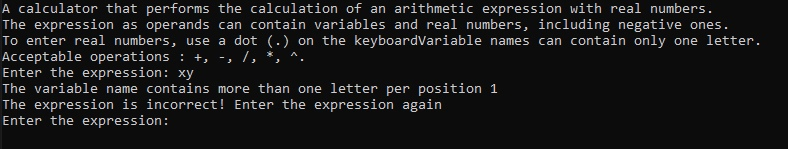 A calculator that performs the calculation of an arithmetic expression with real numbers.
The expression as operands can contain variables and real numbers, including negative ones.
To enter real numbers, use a dot (.) on the keyboardVariable names can contain only one letter.
Acceptable operations : +, -, /, *, ^.
Enter the expression: xy
The variable name contains more than one letter per position 1
The expression is incorrect! Enter the expression again
Enter the expression: